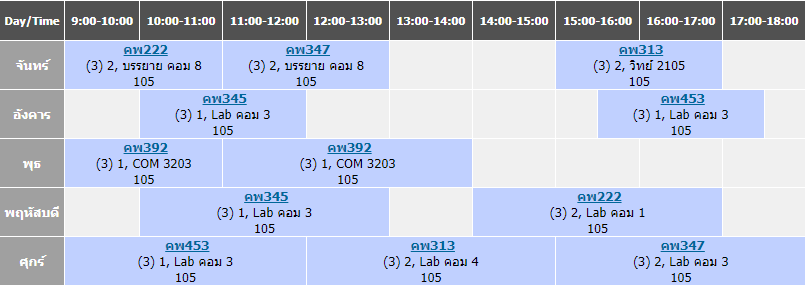 Day/Time 9:00-10:00 10:00-11:00 11:00-12:00 12:00-13:00 13:00-14:00 14:00-15:00 15:00-16:00 16:00-17:00 17:00-18:00
จันทร์
คพ222
(3) 2, บรรยาย คอม 8
105
คพ347
(3) 2, บรรยาย คอม 8
105
คพ313
(3) 2, วิทย์ 2105
105
อังคาร
คพ345
(3) 1, Lab คอม 3
105
คพ453
(3) 1, Lab คอม 3
105
พุธ
คพ392
(3) 1, COM 3203
105
คพ392
(3) 1, COM 3203
105
พฤหัสบดี
คพ345
(3) 1, Lab คอม 3
105
คพ222
(3) 2, Lab คอม 1
105
ศุกร์
คพ453
(3) 1, Lab คอม 3
105
คพ313
(3) 2, Lab คอม 4
105
คพ347
(3) 2, Lab คอม 3
105